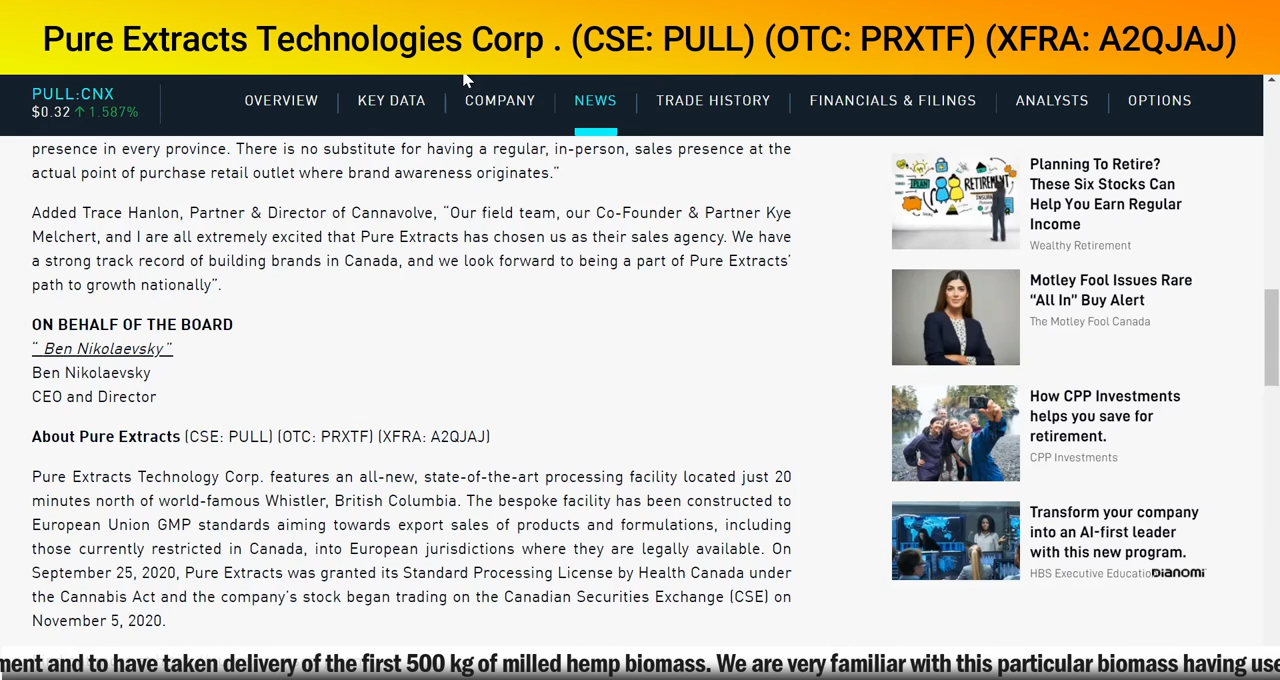 Pure Extracts Technologies Corp . (CSE: PULL) (OTC: PRXTF) (XFRA: A2QJAJ)
PULL:CNX
$0.32 ↑ 1.587%
OVERVIEW
KEY DATA
COMPANY
NEWS
TRADE HISTORY
FINANCIALS & FILINGS
ANALYSTS
OPTIONS
presence in every province. There is no substitute for having a regular, in-person, sales presence at the
actual point of purchase retail outlet where brand awareness originates.”
Added Trace Hanlon, Partner & Director of Cannavolve, “Our field team, our Co-Founder & Partner Kye
Melchert, and I are all extremely excited that Pure Extracts has chosen us as their sales agency. We have
a strong track record of building brands in Canada, and we look forward to being a part of Pure Extracts’
path to growth nationally”.
ON BEHALF OF THE BOARD
“ Ben Nikolaevsky”
Ben Nikolaevsky
CEO and Director
About Pure Extracts (CSE: PULL) (OTC: PRXTF) (XFRA: A2QJAJ)
Pure Extracts Technology Corp. features an all-new, state-of-the-art processing facility located just 20
minutes north of world-famous Whistler, British Columbia. The bespoke facility has been constructed to
European Union GMP standards aiming towards export sales of products and formulations, including
those currently restricted in Canada, into European jurisdictions where they are legally available. On
September 25, 2020, Pure Extracts was granted its Standard Processing License by Health Canada under
the Cannabis Act and the company’s stock began trading on the Canadian Securities Exchange (CSE) on
November 5, 2020.
PLAN
RETIREMENT
Planning To Retire?
These Six Stocks Can
Help You Earn Regular
Income
Wealthy Retirement
Motley Fool Issues Rare
“All In” Buy Alert
The Motley Fool Canada
How CPP Investments
helps you save for
retirement.
CPP Investments
Transform your company
into an AI-first leader
with this new program.
HBS Executive Educatio
DIANOMI
ment and to have taken delivery of the first 500 kg of milled hemp biomass. We are very familiar with this particular biomass having use